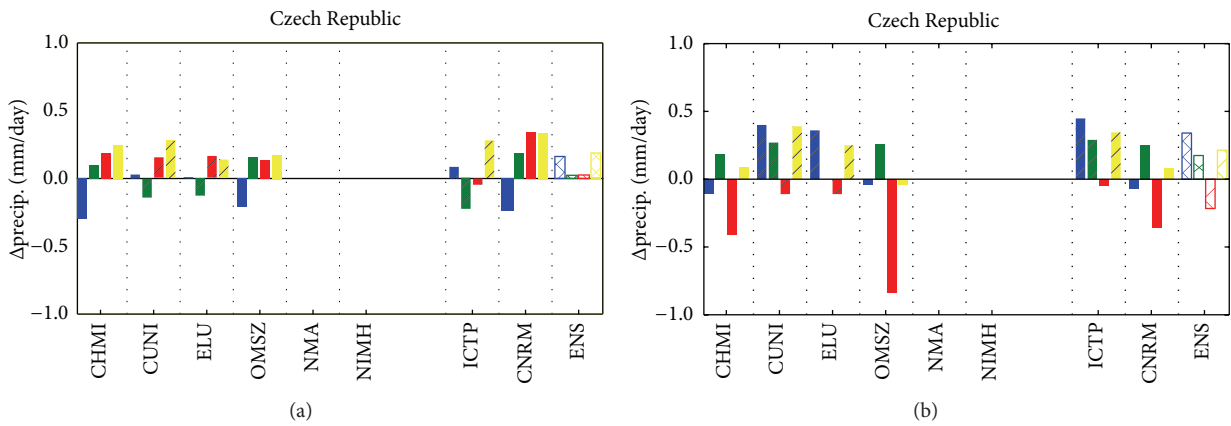 Czech Republic
1.0
0.5
0.0
−0.5
−1.0
Δprecip. (mm/day)
CHMI
CUNI
ELU
OMSZ
NMA
NIMH
ICTP
CNRM
ENS
(a)
Czech Republic
1.0
0.5
0.0
−0.5
−1.0
Δprecip. (mm/day)
CHMI
CUNI
ELU
OMSZ
NMA
NIMH
ICTP
CNRM
ENS
(b)